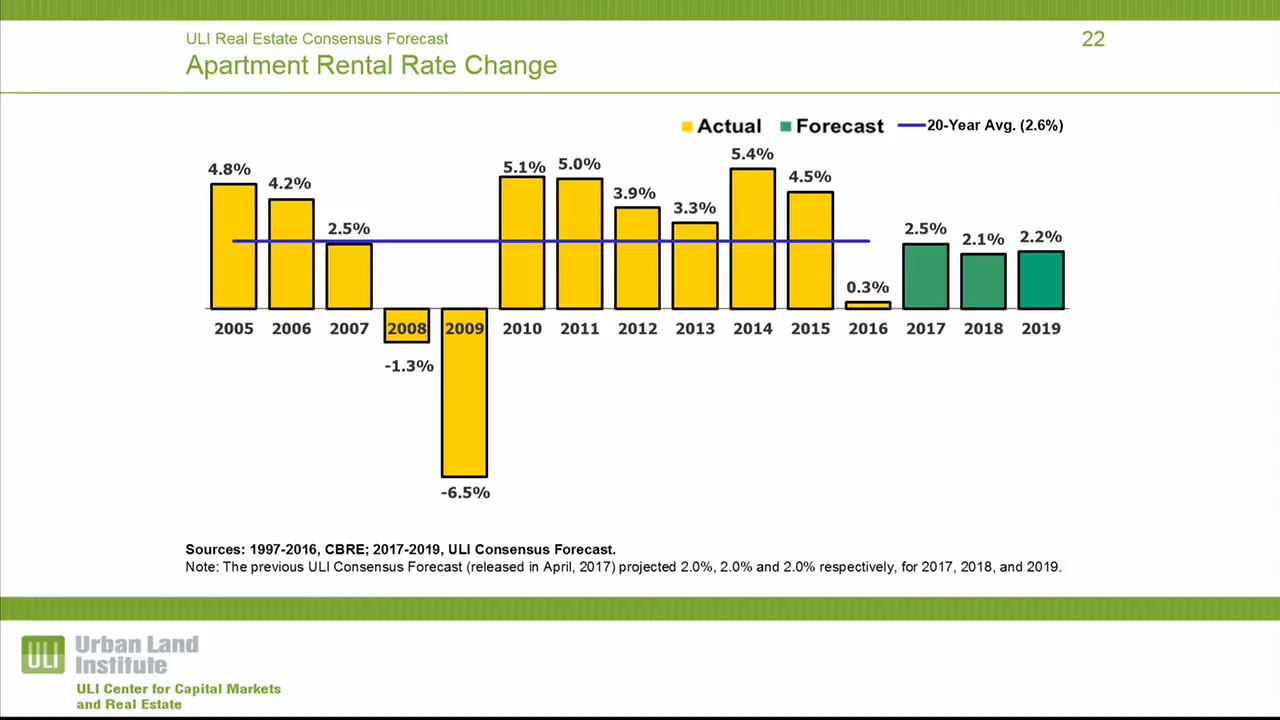 ULI Real Estate Consensus Forecast
22
Apartment Rental Rate Change
Actual Forecast 20-Year Avg. (2.6%)
4.8% 4.2% 2.5% 5.1% 5.0% 3.9% 3.3% 5.4% 4.5% 0.3% 2.5% 2.1% 2.2%
2005 2006 2007 2008 2009 2010 2011 2012 2013 2014 2015 2016 2017 2018 2019
-1.3%
-6.5%
Sources: 1997-2016, CBRE; 2017-2019, ULI Consensus Forecast.
Note: The previous ULI Consensus Forecast (released in April, 2017) projected 2.0%, 2.0% and 2.0% respectively, for 2017, 2018, and 2019.
ULI
Urban Land
Institute
ULI Center for Capital Markets
and Real Estate